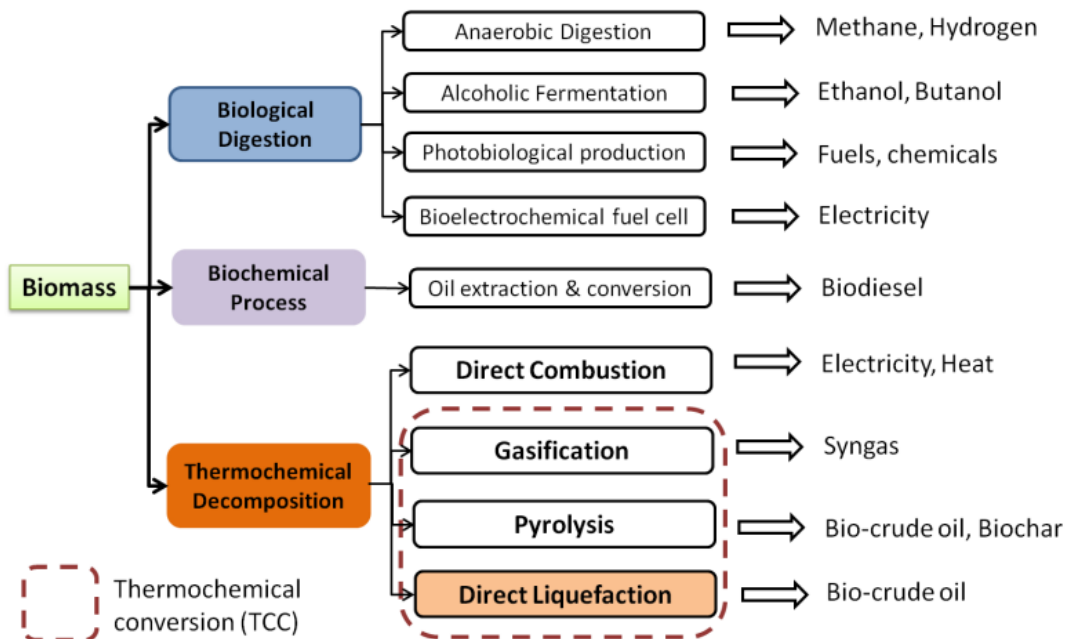 Biomass
Biological
Digestion
Anaerobic Digestion
Methane, Hydrogen
Alcoholic Fermentation
Ethanol, Butanol
Photobiological production
Fuels, chemicals
Bioelectrochemical fuel cell
Electricity
Biochemical
Process
Oil extraction & conversion
Biodiesel
Thermochemical
Decomposition
Direct Combustion
Electricity, Heat
Gasification
Syngas
Pyrolysis
Bio-crude oil, Biochar
Direct Liquefaction
Bio-crude oil
Thermochemical
conversion (TCC)